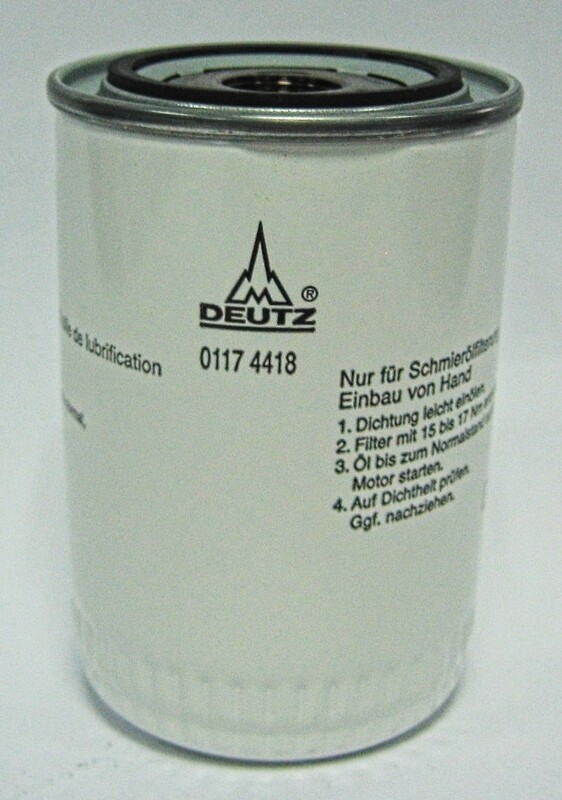 DEUTZ ®
0117 4418
de lubrification
Nur für Schmierölfilterung
Einbau von Hand
1. Dichtung leicht einölen.
2. Filter mit 15 bis 17 Nm
3. Öl bis zum Normalstand
Motor starten.
4. Auf Dichtheit prüfen.
Ggf. nachziehen.